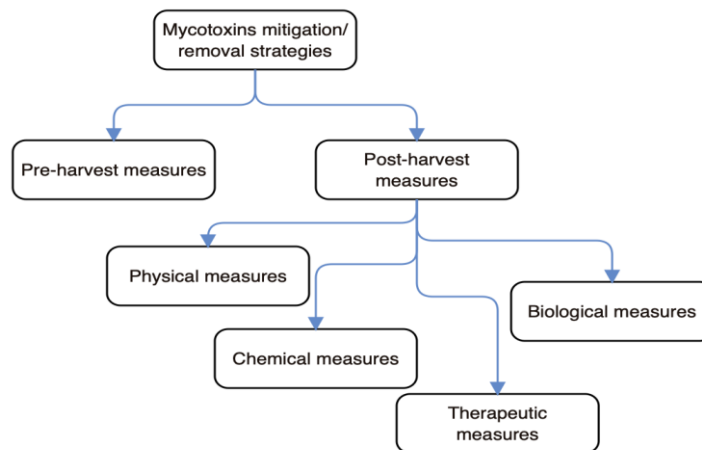 Mycotoxins mitigation/
removal strategies
Pre-harvest measures
Post-harvest
measures
Physical measures
Biological measures
Chemical measures
Therapeutic
measures